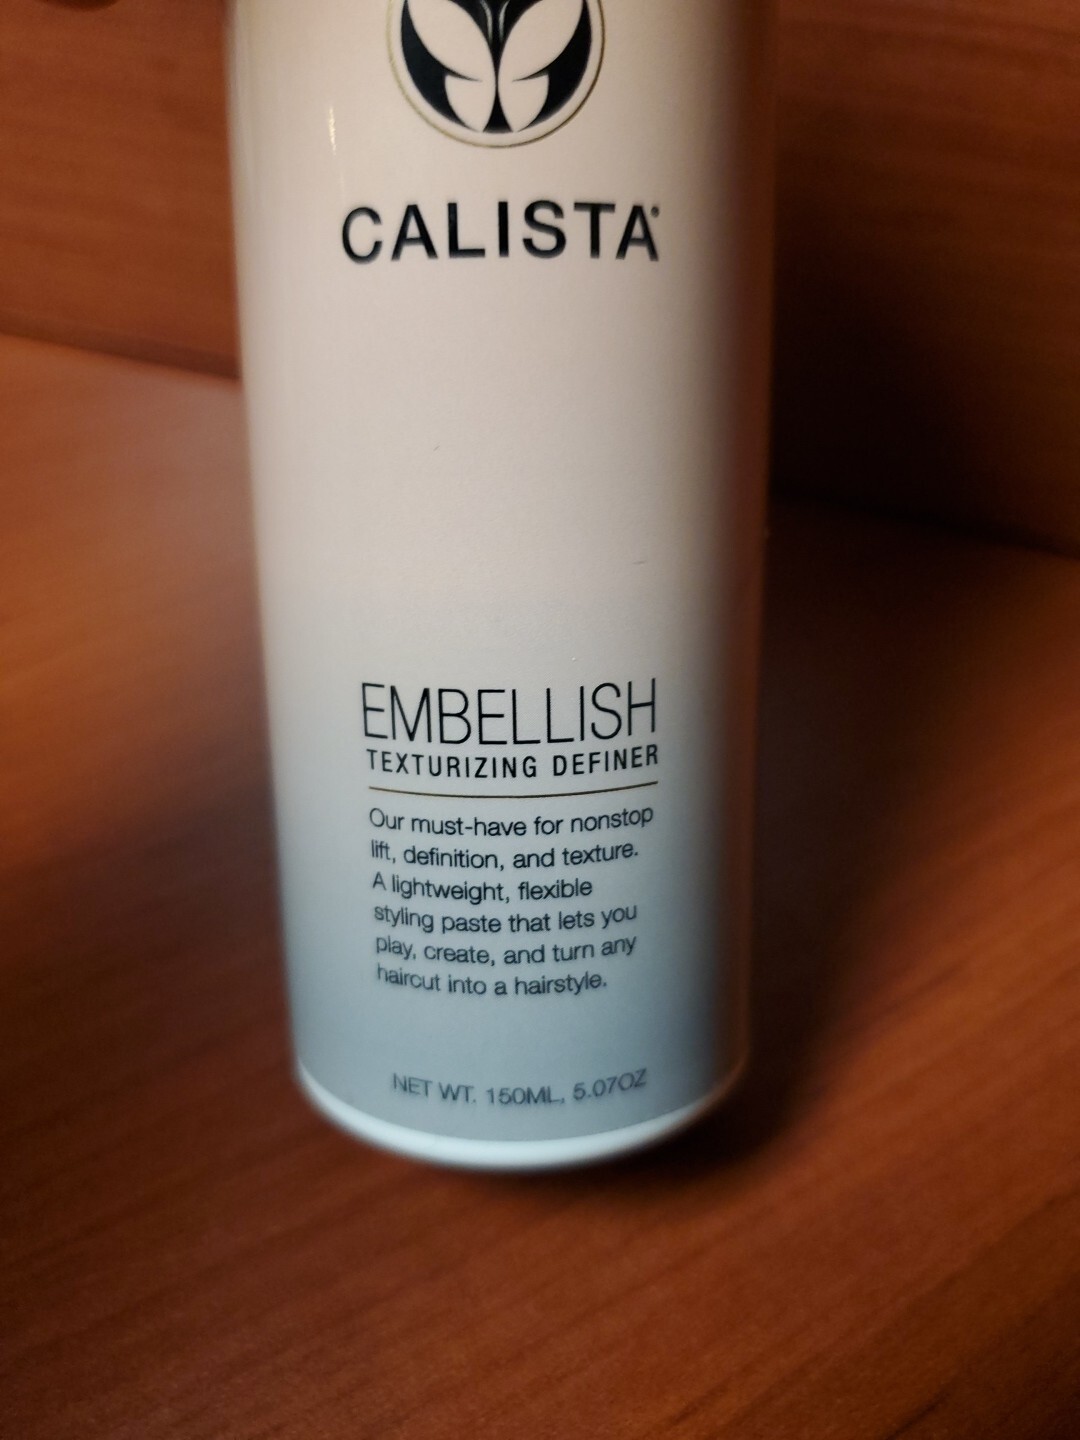 CALISTA®
EMBELLISH
TEXTURIZING DEFINER
Our must-have for nonstop
lift, definition, and texture.
A lightweight, flexible
styling paste that lets you
play, create, and turn any
haircut into a hairstyle.
NET WT. 150ML, 5.07OZ